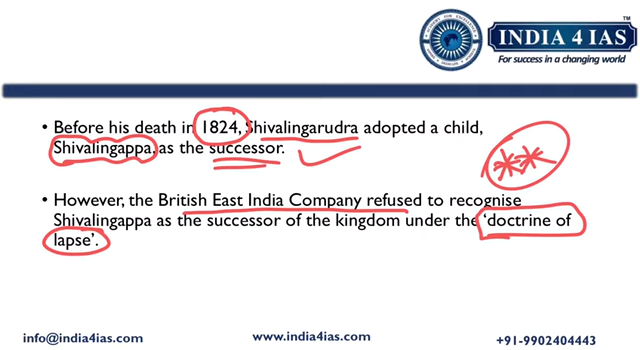 INDIA 4 IAS
TM
For success in a changing world
• Before his death in 1824, Shivalingarudra adopted a child,
Shivalingappa, as the successor.
• However, the British East India Company refused to recognise
Shivalingappa as the successor of the kingdom under the ‘doctrine of
lapse’.
info@india4ias.com
www.india4ias.com
+91-9902404443